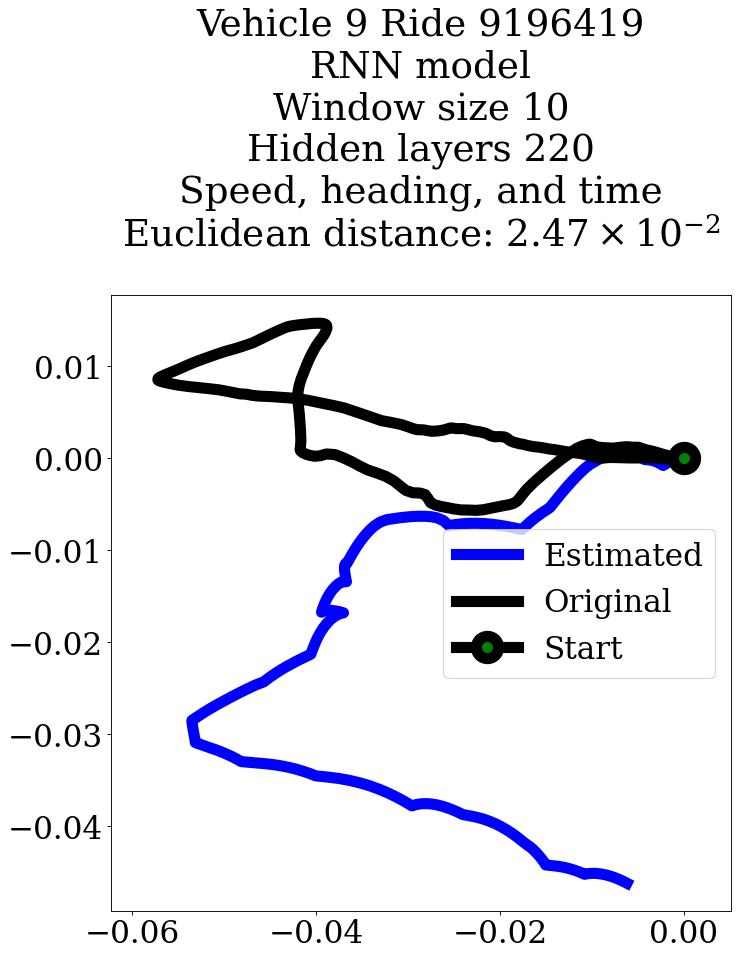 Vehicle 9 Ride 9196419
RNN model
Window size 10
Hidden layers 220
Speed, heading, and time
Euclidean distance: 2.47 × 10⁻²
0.01
0.00
−0.01
−0.02
−0.03
−0.04
Estimated
Original
Start
−0.06
−0.04
−0.02
0.00